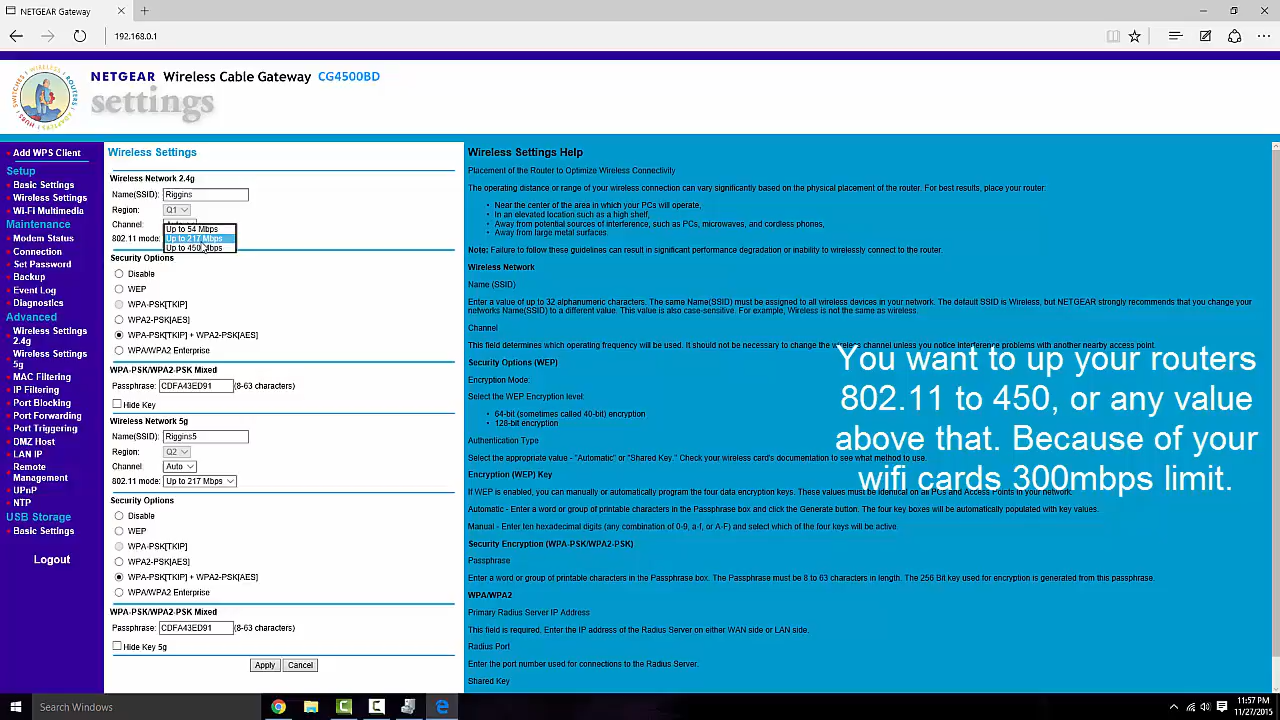 NETGEAR Gateway
192.168.0.1
NETGEAR Wireless Cable Gateway CG4500BD
settings
Add WPS Client
Setup
Basic Settings
Wireless Settings
Wi-Fi Multimedia
Maintenance
Modem Status
Connection
Set Password
Backup
Event Log
Diagnostics
Advanced
Wireless Settings
2.4g
Wireless Settings
5g
MAC Filtering
IP Filtering
Port Blocking
Port Forwarding
Port Triggering
DMZ Host
LAN IP
Remote
Management
UPnP
NTP
USB Storage
Basic Settings
Logout
Wireless Settings
Wireless Network 2.4g
Name(SSID): Riggins
Region: Q1
Channel:
Up to 54 Mbps
802.11 mode: Up to 217 Mbps
Up to 450 Mbps
Security Options
Disable
WEP
WPA-PSK[TKIP]
WPA2-PSK[AES]
WPA-PSK[TKIP] + WPA2-PSK[AES]
WPA/WPA2 Enterprise
WPA-PSK/WPA2-PSK Mixed
Passphrase: CDFA43ED91 (8-63 characters)
Hide Key
Wireless Network 5g
Name(SSID): Riggins5
Region: Q2
Channel: Auto
802.11 mode: Up to 217 Mbps
Security Options
Disable
WEP
WPA-PSK[TKIP]
WPA2-PSK[AES]
WPA-PSK[TKIP] + WPA2-PSK[AES]
WPA/WPA2 Enterprise
WPA-PSK/WPA2-PSK Mixed
Passphrase: CDFA43ED91 (8-63 characters)
Hide Key 5g
Apply Cancel
Wireless Settings Help
Placement of the Router to Optimize Wireless Connectivity
The operating distance or range of your wireless connection can vary significantly based on the physical placement of the router. For best results, place your router:
Near the center of the area in which your PCs will operate,
In an elevated location such as a high shelf,
Away from potential sources of interference, such as PCs, microwaves, and cordless phones,
Away from large metal surfaces.
Note: Failure to follow these guidelines can result in significant performance degradation or inability to wirelessly connect to the router.
Wireless Network
Name (SSID)
Enter a value of up to 32 alphanumeric characters. The same Name(SSID) must be assigned to all wireless devices in your network. The default SSID is Wireless, but NETGEAR strongly recommends that you change your
networks Name(SSID) to a different value. This value is also case-sensitive. For example, Wireless is not the same as wireless.
Channel
This field determines which operating frequency will be used. It should not be necessary to change the wireless channel unless you notice interference problems with another nearby access point.
Security Options (WEP)
Encryption Mode:
Select the WEP Encryption level:
64-bit (sometimes called 40-bit) encryption
128-bit encryption
Authentication Type
Select the appropriate value - "Automatic" or "Shared Key." Check your wireless card's documentation to see what method to use.
Encryption (WEP) Key
If WEP is enabled, you can manually or automatically program the four data encryption keys. These values must be identical on all PCs and Access Points in your network.
Automatic - Enter a word or group of printable characters in the Passphrase box and click the Generate button. The four key boxes will be automatically populated with key values.
Manual - Enter ten hexadecimal digits (any combination of 0-9, a-f, or A-F) and select which of the four keys will be active.
Security Encryption (WPA-PSK/WPA2-PSK)
Passphrase
Enter a word or group of printable characters in the Passphrase box. The Passphrase must be 8 to 63 characters in length. The 256 Bit key used for encryption is generated from this passphrase.
WPA/WPA2
Primary Radius Server IP Address
This field is required. Enter the IP address of the Radius Server on either WAN side or LAN side.
Radius Port
Enter the port number used for connections to the Radius Server.
Shared Key
You want to up your routers
802.11 to 450, or any value
above that. Because of your
wifi cards 300mbps limit.
Search Windows
11:57 PM
11/27/2015